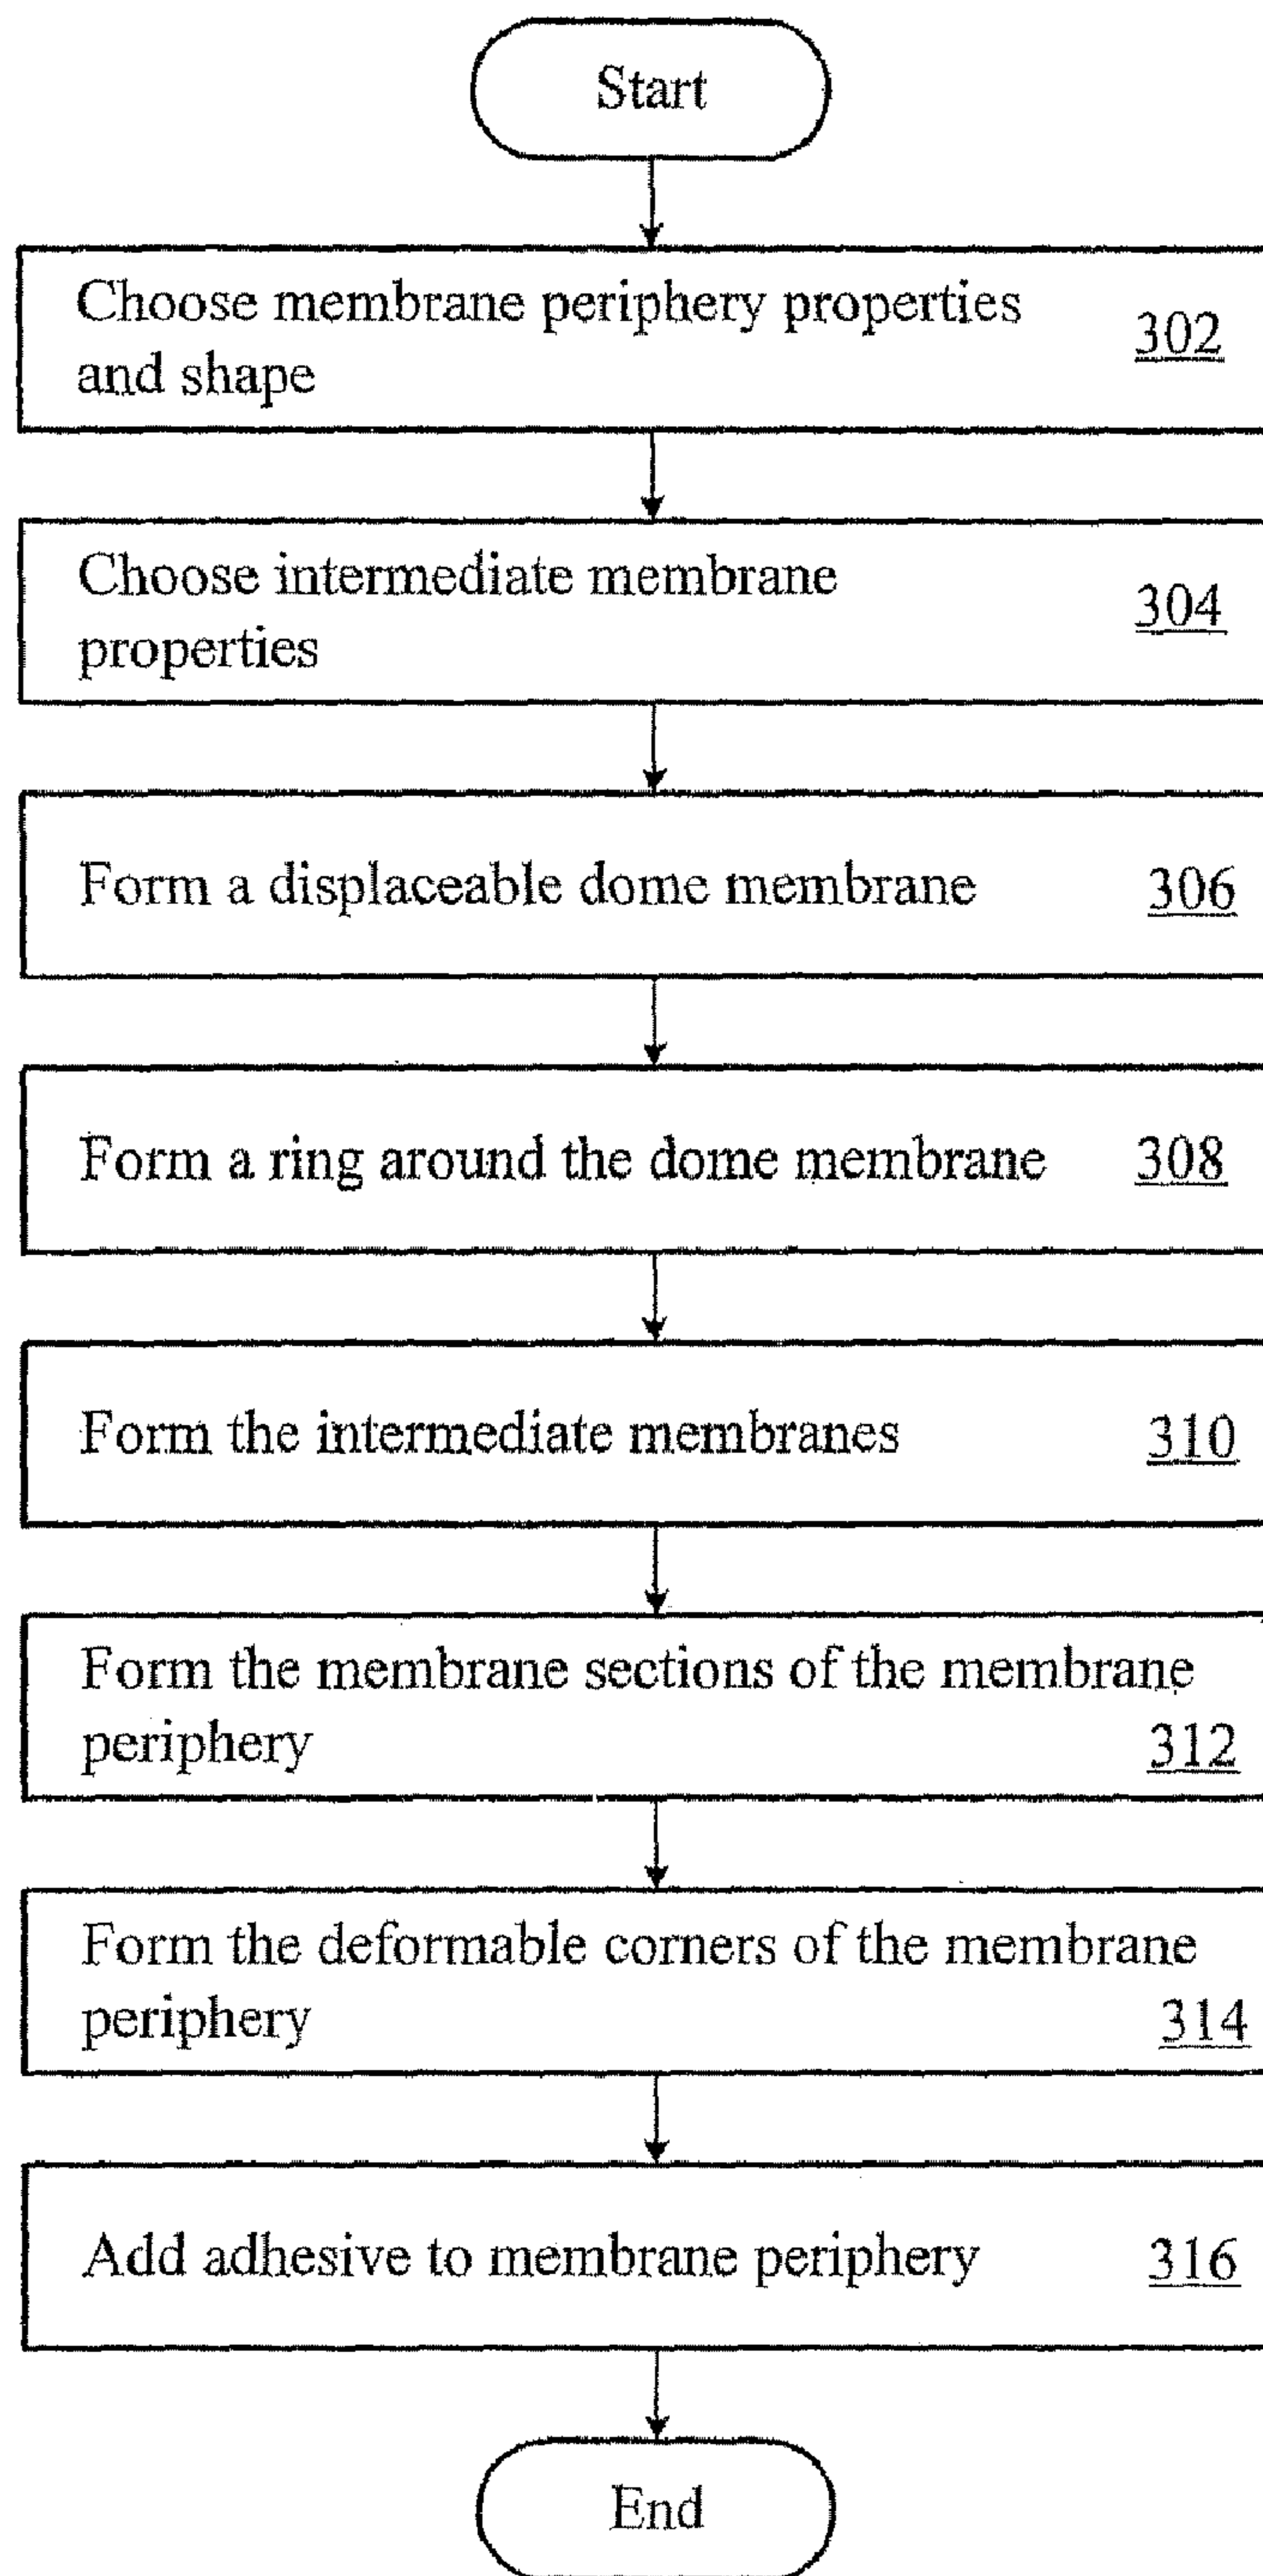 Start
Choose membrane periphery properties
and shape
302
Choose intermediate membrane
properties
304
Form a displaceable dome membrane 306
Form a ring around the dome membrane 308
Form the intermediate membranes 310
Form the membrane sections of the membrane
periphery 312
Form the deformable corners of the membrane
periphery 314
Add adhesive to membrane periphery 316
End